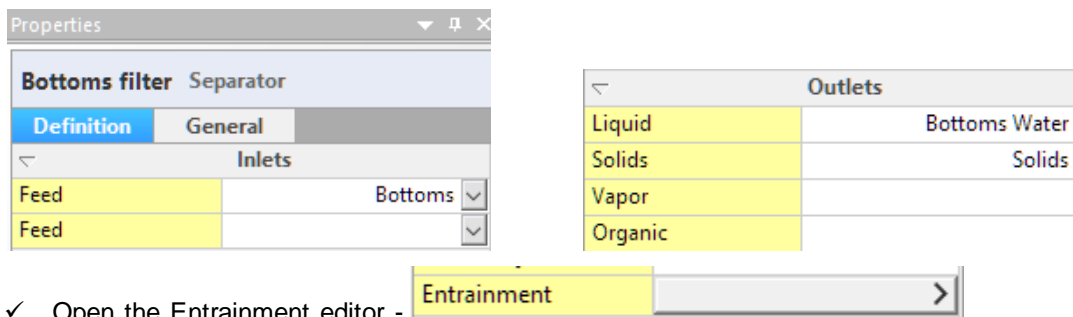 Properties
Bottoms filter Separator
Definition General
Inlets
Feed Bottoms
Feed
Outlets
Liquid Bottoms Water
Solids Solids
Vapor
Organic
✓ Open the Entrainment editor - Entrainment >